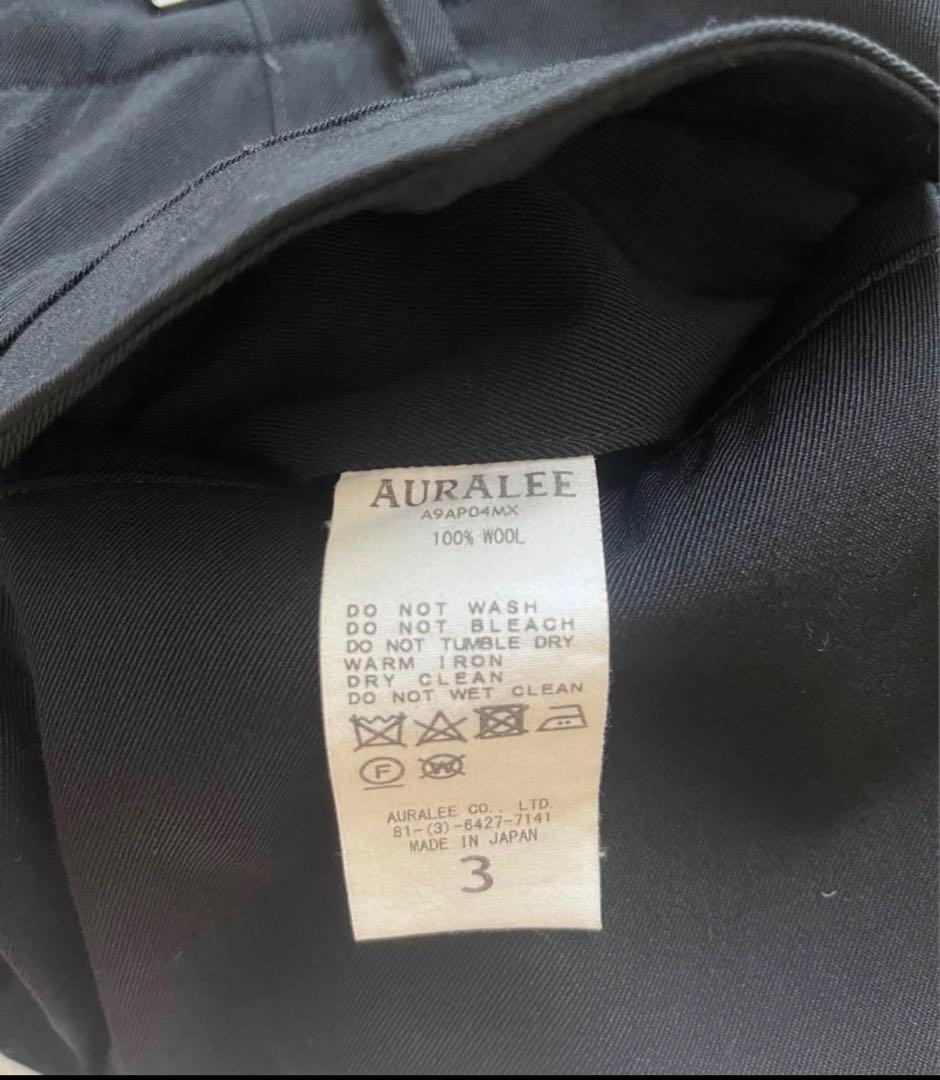 AURALEE
A9AP04MX
100% WOOL
DO NOT WASH
DO NOT BLEACH
DO NOT TUMBLE DRY
WARM IRON
DRY CLEAN
DO NOT WET CLEAN
F W
AURALEE CO., LTD.
81-(3)-6427-7141
MADE IN JAPAN
3